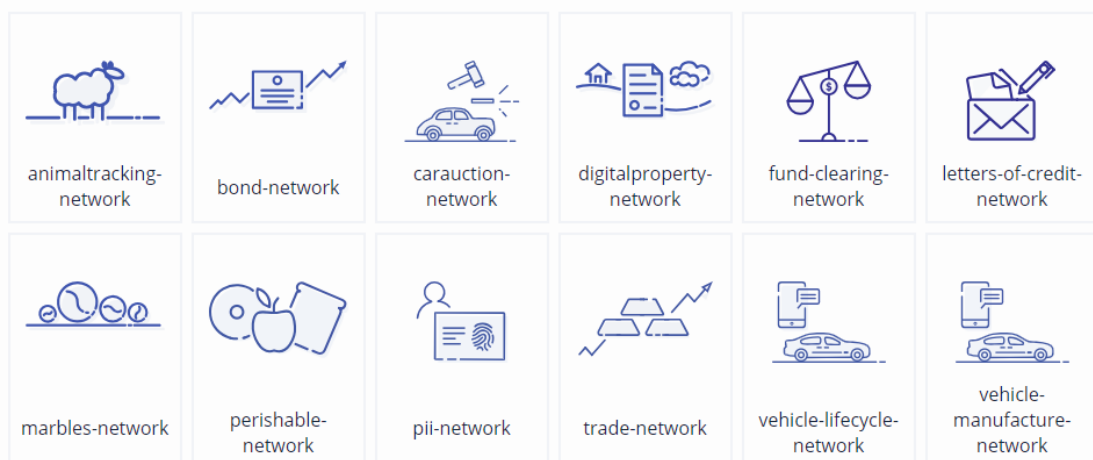 animaltracking-
network
bond-network
carauction-
network
digitalproperty-
network
fund-clearing-
network
letters-of-credit-
network
$
marbles-network
perishable-
network
pii-network
trade-network
vehicle-lifecycle-
network
vehicle-
manufacture-
network